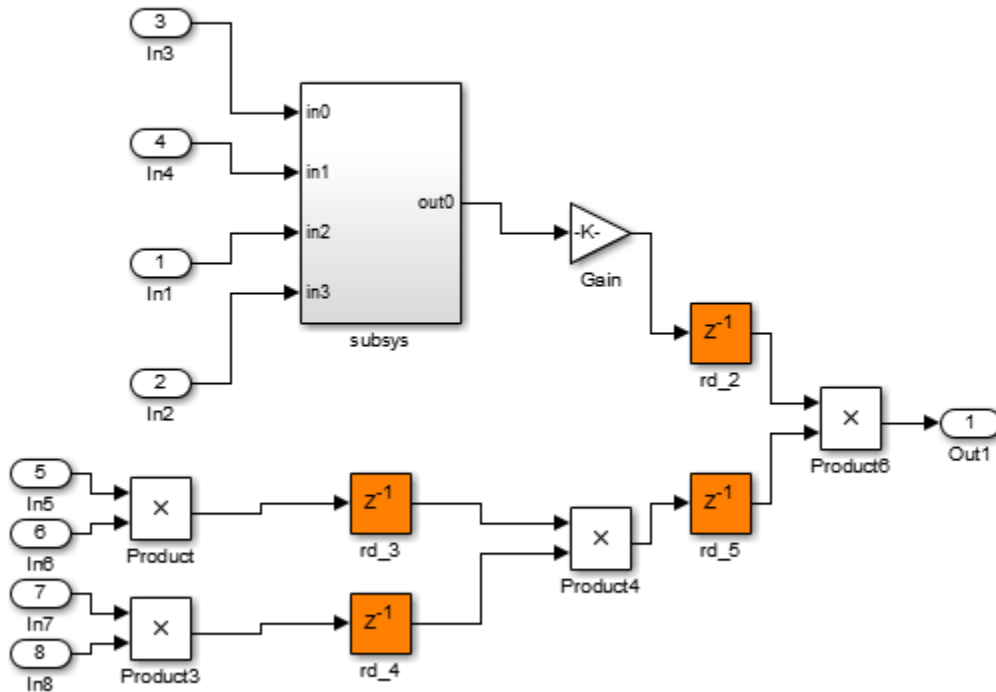 3
In3
4
In4
1
In1
2
In2
in0
in1
in2
in3
out0
subsys
-K-
Gain
z-1
rd_2
5
In5
6
In6
7
In7
8
In8
×
Product
×
Product3
z-1
rd_3
z-1
rd_4
×
Product4
z-1
rd_5
×
Product6
1
Out1